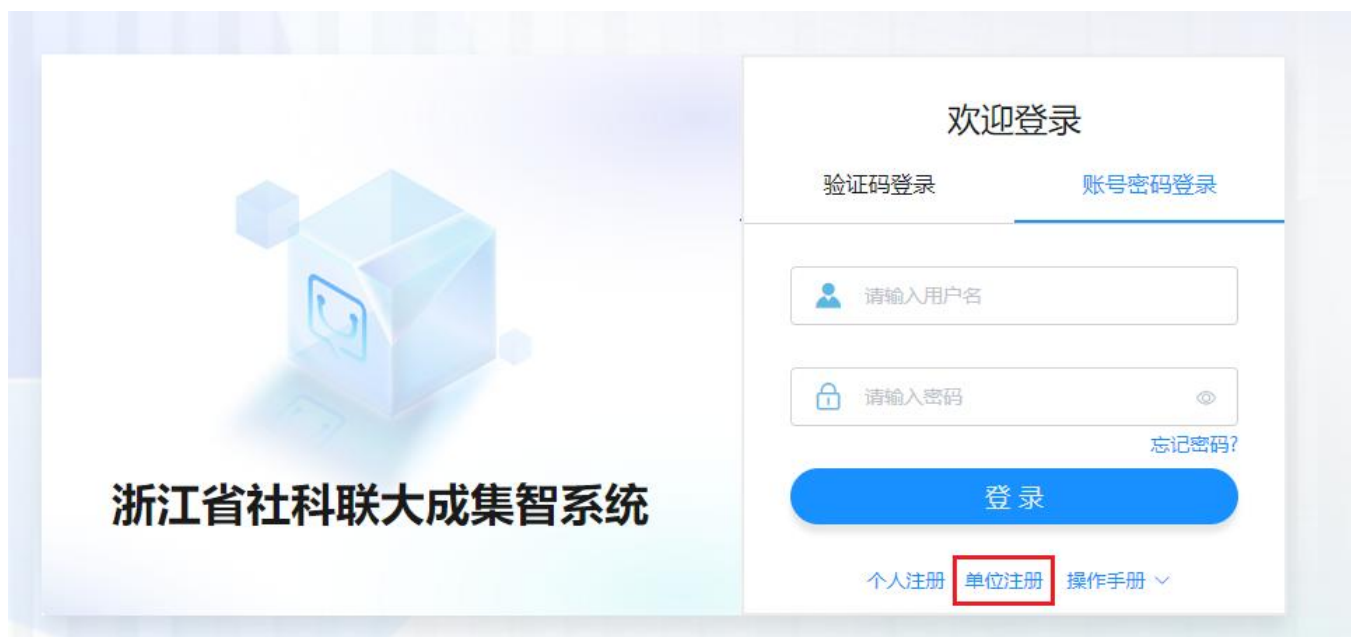 欢迎登录
验证码登录 账号密码登录
请输入用户名
请输入密码
忘记密码?
登录
个人注册 单位注册 操作手册
浙江省社科联大成集智系统